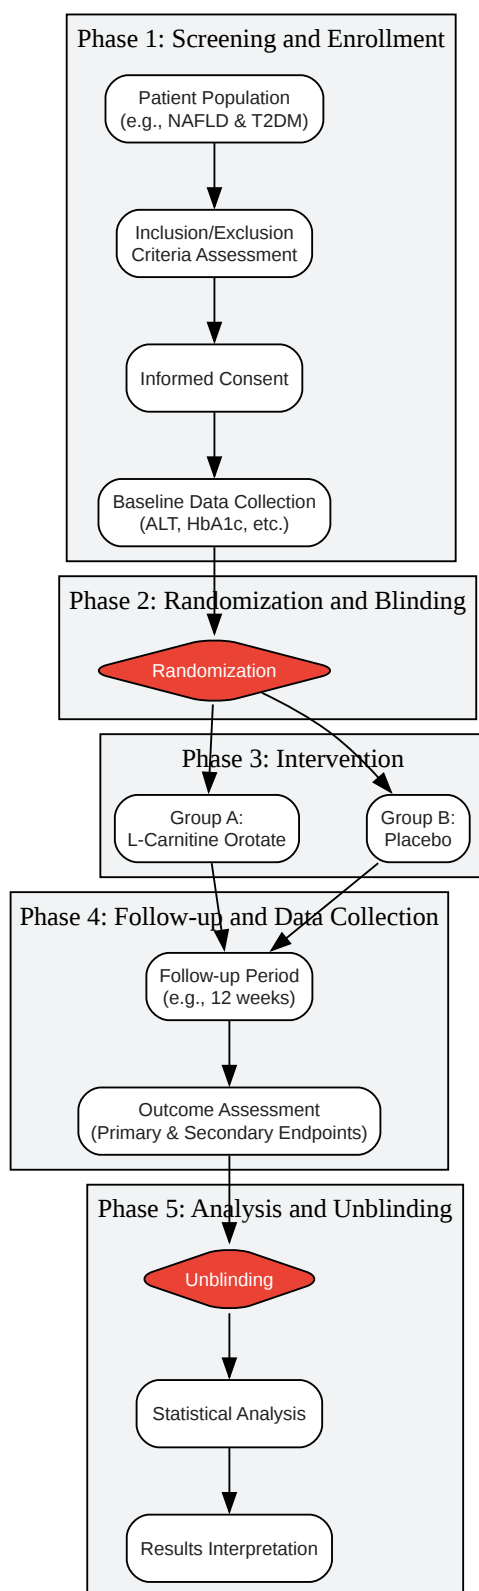 Phase 1: Screening and Enrollment
Patient Population
(e.g., NAFLD & T2DM)
Inclusion/Exclusion
Criteria Assessment
Informed Consent
Baseline Data Collection
(ALT, HbA1c, etc.)
Phase 2: Randomization and Blinding
Randomization
Phase 3: Intervention
Group A:
L-Carnitine Orotate
Group B:
Placebo
Phase 4: Follow-up and Data Collection
Follow-up Period
(e.g., 12 weeks)
Outcome Assessment
(Primary & Secondary Endpoints)
Phase 5: Analysis and Unblinding
Unblinding
Statistical Analysis
Results Interpretation